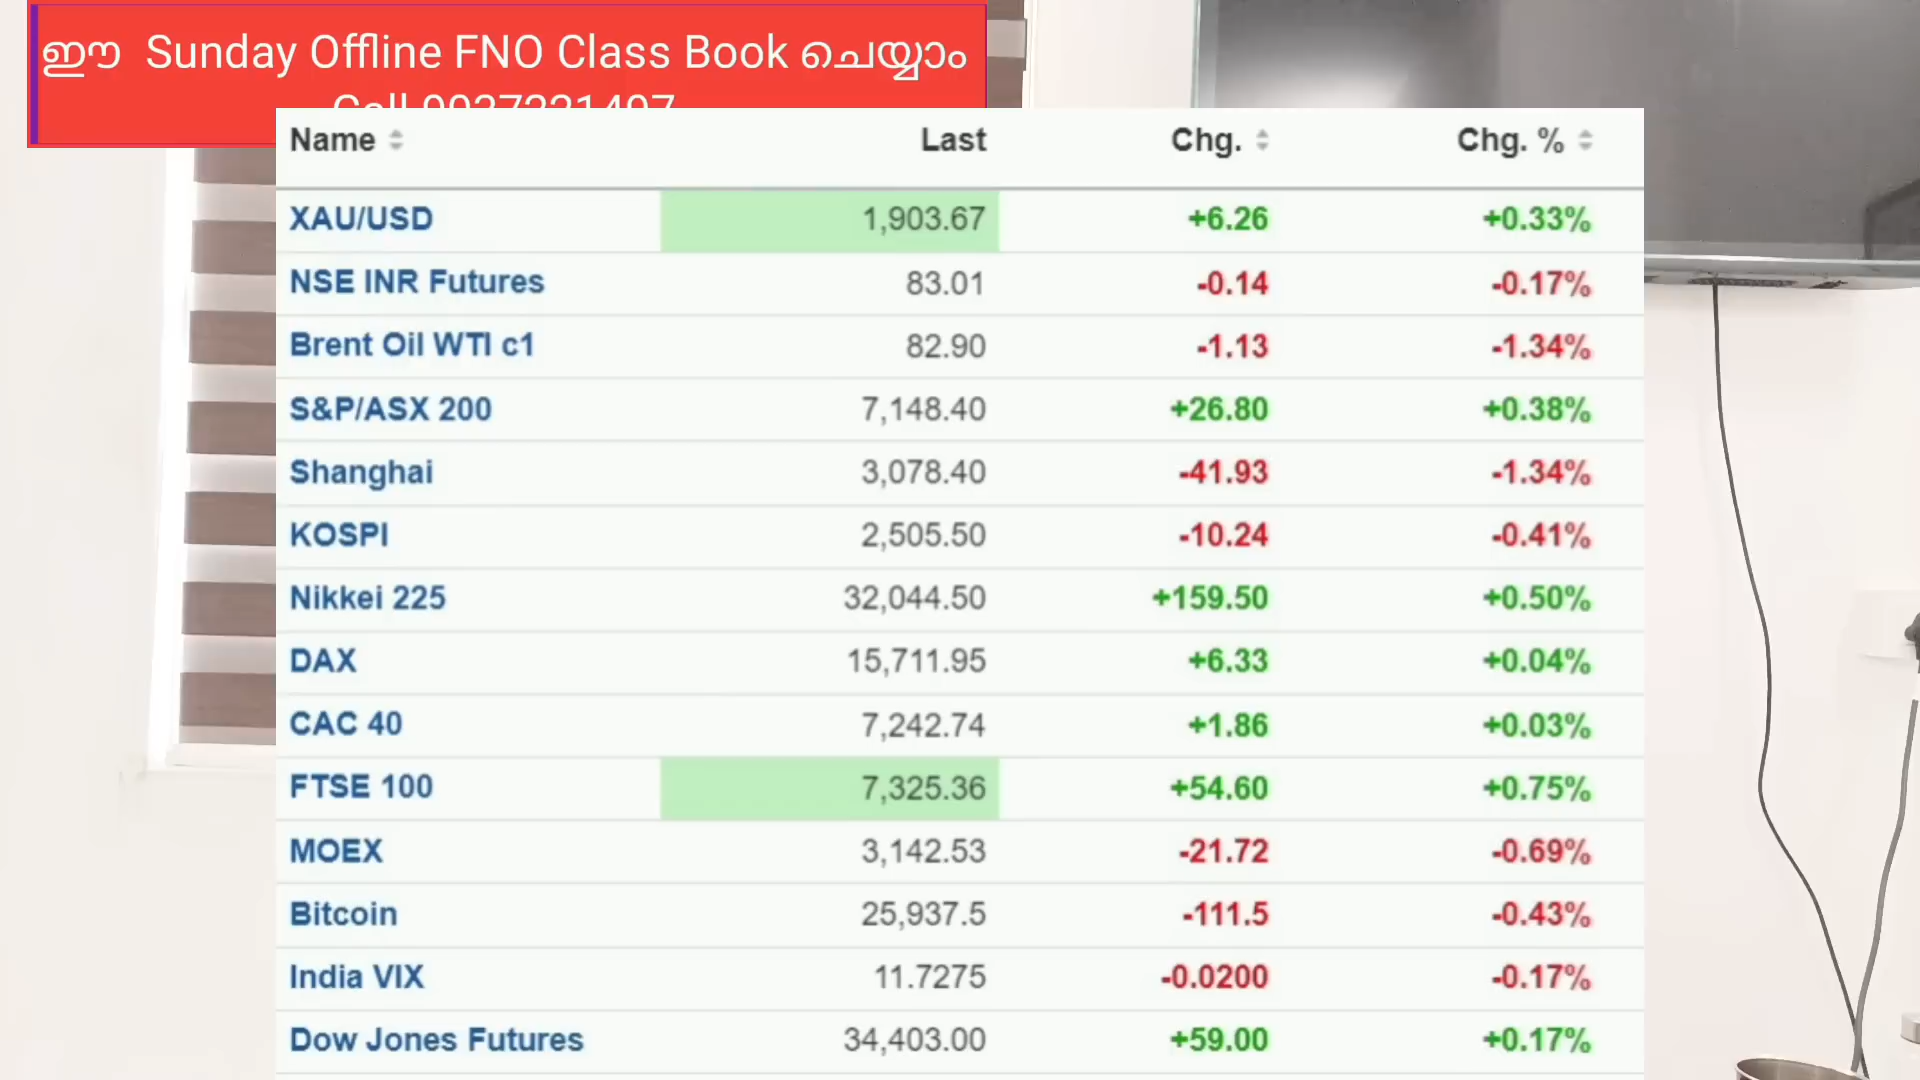 ഈ Sunday Offline FNO Class Book ചെയ്യാം
Call 9037321497
Name Last Chg. Chg. %
XAU/USD 1,903.67 +6.26 +0.33%
NSE INR Futures 83.01 -0.14 -0.17%
Brent Oil WTI c1 82.90 -1.13 -1.34%
S&P/ASX 200 7,148.40 +26.80 +0.38%
Shanghai 3,078.40 -41.93 -1.34%
KOSPI 2,505.50 -10.24 -0.41%
Nikkei 225 32,044.50 +159.50 +0.50%
DAX 15,711.95 +6.33 +0.04%
CAC 40 7,242.74 +1.86 +0.03%
FTSE 100 7,325.36 +54.60 +0.75%
MOEX 3,142.53 -21.72 -0.69%
Bitcoin 25,937.5 -111.5 -0.43%
India VIX 11.7275 -0.0200 -0.17%
Dow Jones Futures 34,403.00 +59.00 +0.17%